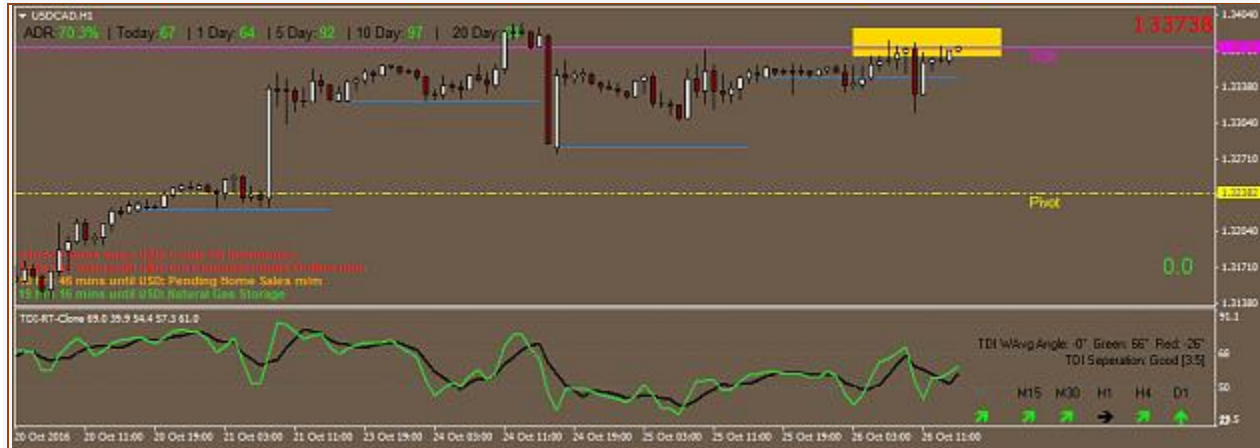 USDCAD,H1
1.34040
ADR: 70.3% | Today: 67 | 1 Day: 64 | 5 Day: 92 | 10 Day: 97 | 20 Day:
1.33738
1.33380
1.33040
1.32710
1.32382
Pivot
1.32040
1.31710
0.0
46 mins until USD: Pending Home Sales m/m
16 mins until USD: Natural Gas Storage
1.31380
TDI-RT-Clone 69.0 39.9 54.4 57.3 61.0
TDI WAvg Angle: -0° Green: 66° Red: -26°
TDI Seperation: Good [3.5]
68
50
M15 M30 H1 H4 D1
20 Oct 2016 20 Oct 11:00 20 Oct 19:00 21 Oct 03:00 21 Oct 11:00 23 Oct 19:00 24 Oct 03:00 24 Oct 11:00 24 Oct 19:00 25 Oct 03:00 25 Oct 11:00 25 Oct 19:00 26 Oct 03:00 26 Oct 11:00